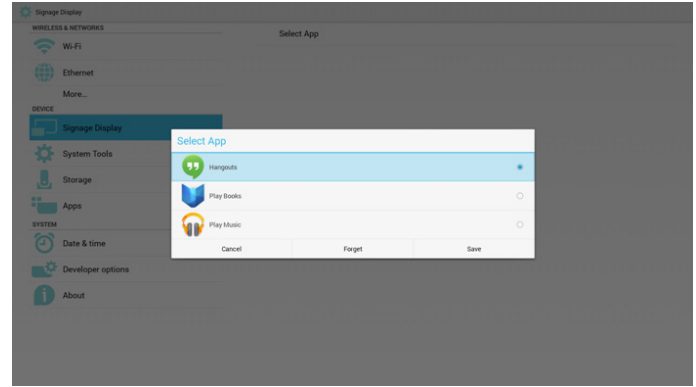 Signage Display
WIRELESS & NETWORKS
Wi-Fi
Ethernet
More...
DEVICE
Signage Display
System Tools
Storage
Apps
SYSTEM
Date & time
Developer options
About
Select App
Select App
Hangouts
Play Books
Play Music
Cancel Forget Save